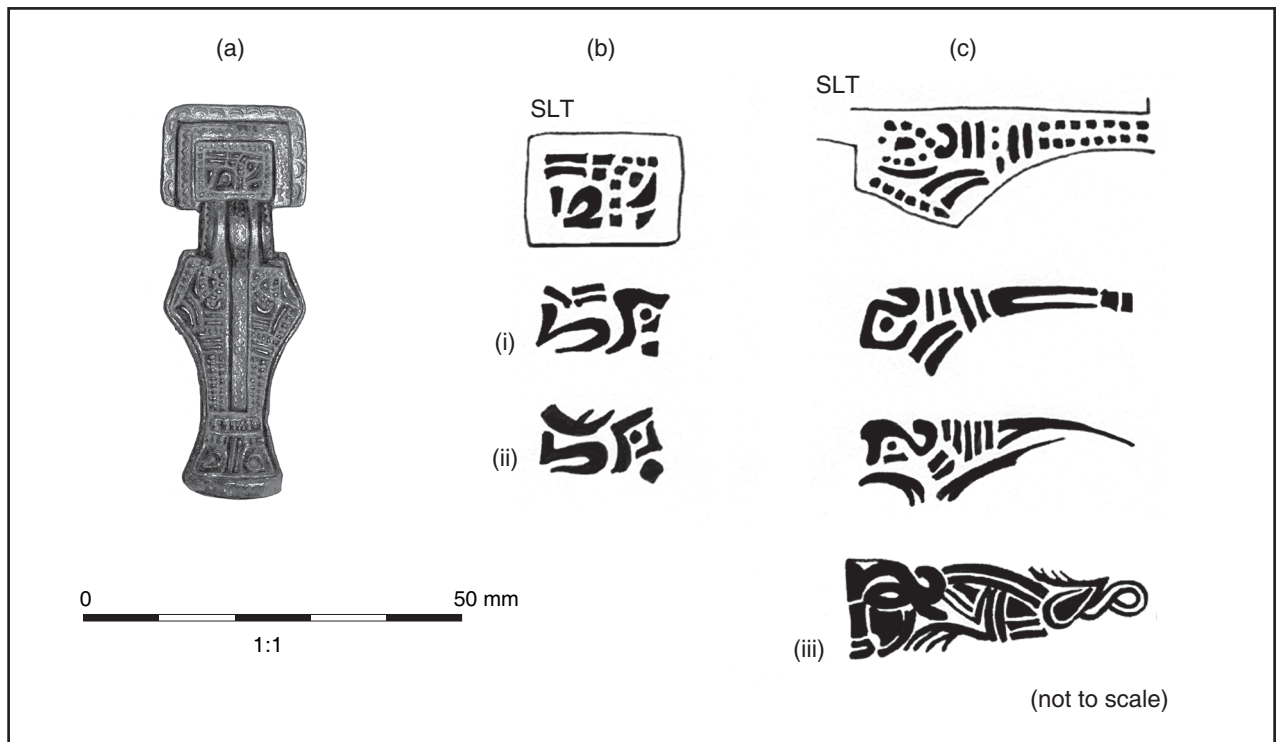 (a)
(b)
(c)
SLT
SLT
(i)
(ii)
(iii)
0 50 mm
1:1
(not to scale)